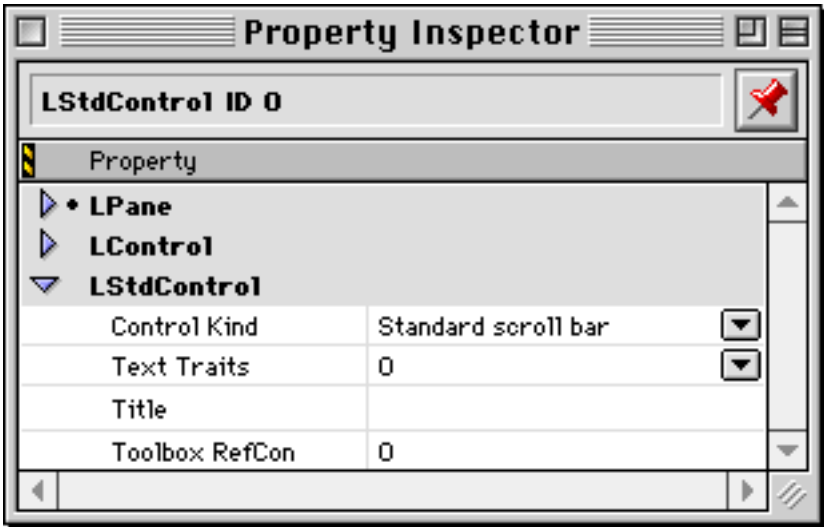 Property Inspector
LStdControl ID 0
Property
• LPane
LControl
LStdControl
Control Kind Standard scroll bar
Text Traits 0
Title
Toolbox RefCon 0